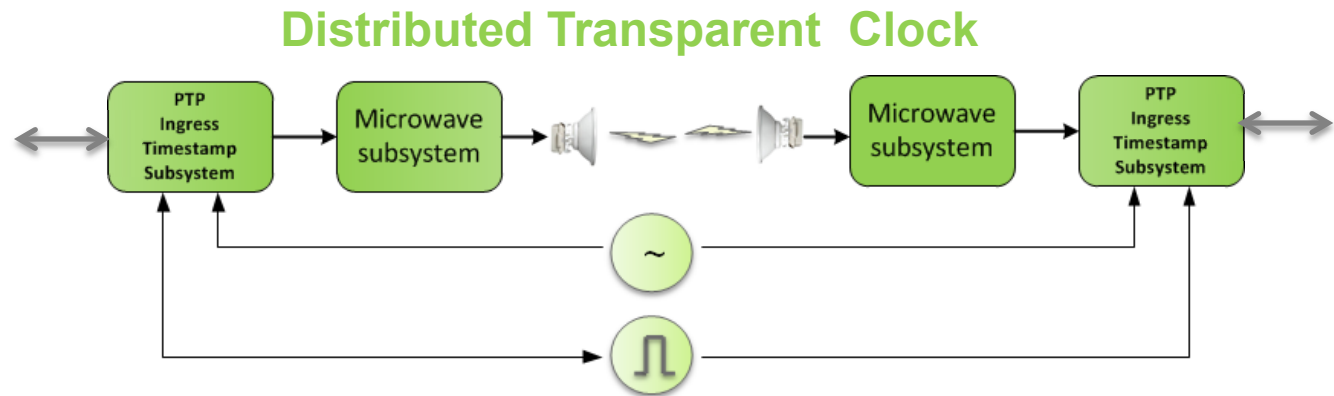 Distributed Transparent Clock
PTP
Ingress
Timestamp
Subsystem
Microwave
subsystem
Microwave
subsystem
PTP
Ingress
Timestamp
Subsystem
~